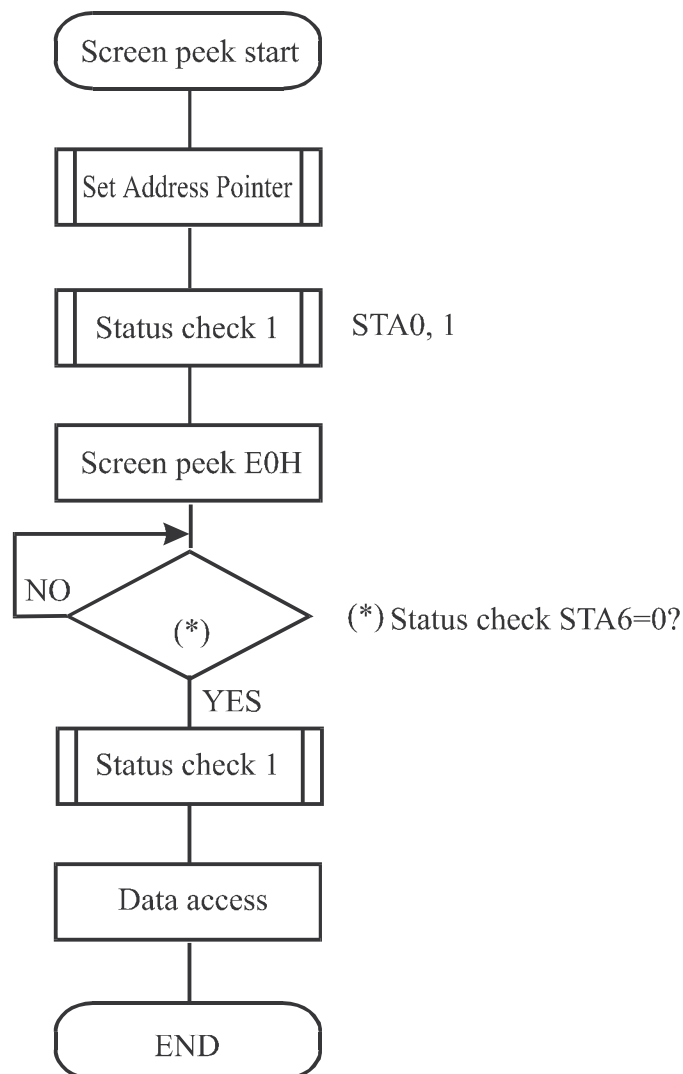 Screen peek start
Set Address Pointer
Status check 1
STA0, 1
Screen peek E0H
NO
(*)
(*) Status check STA6=0?
YES
Status check 1
Data access
END